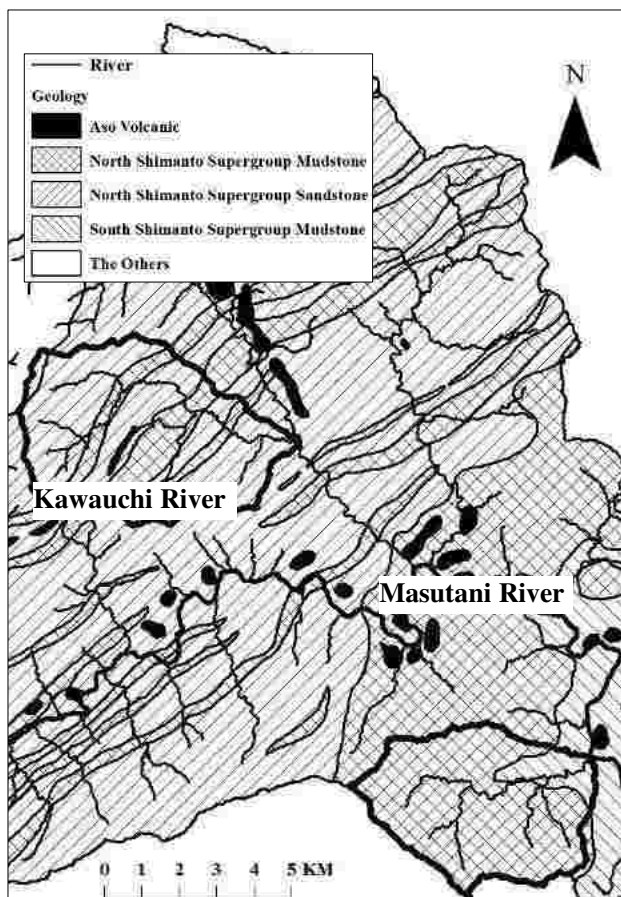 River
Geology
Aso Volcanic
North Shimanto Supergroup Mudstone
North Shimanto Supergroup Sandstone
South Shimanto Supergroup Mudstone
The Others
N
Kawauchi River
Masutani River
0 1 2 3 4 5 KM